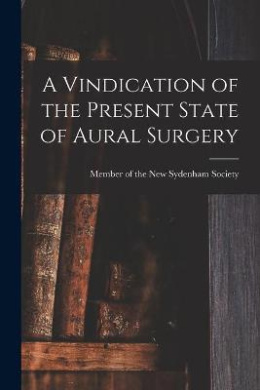 A Vindication of
the Present State
of Aural Surgery
Member of the New Sydenham Society